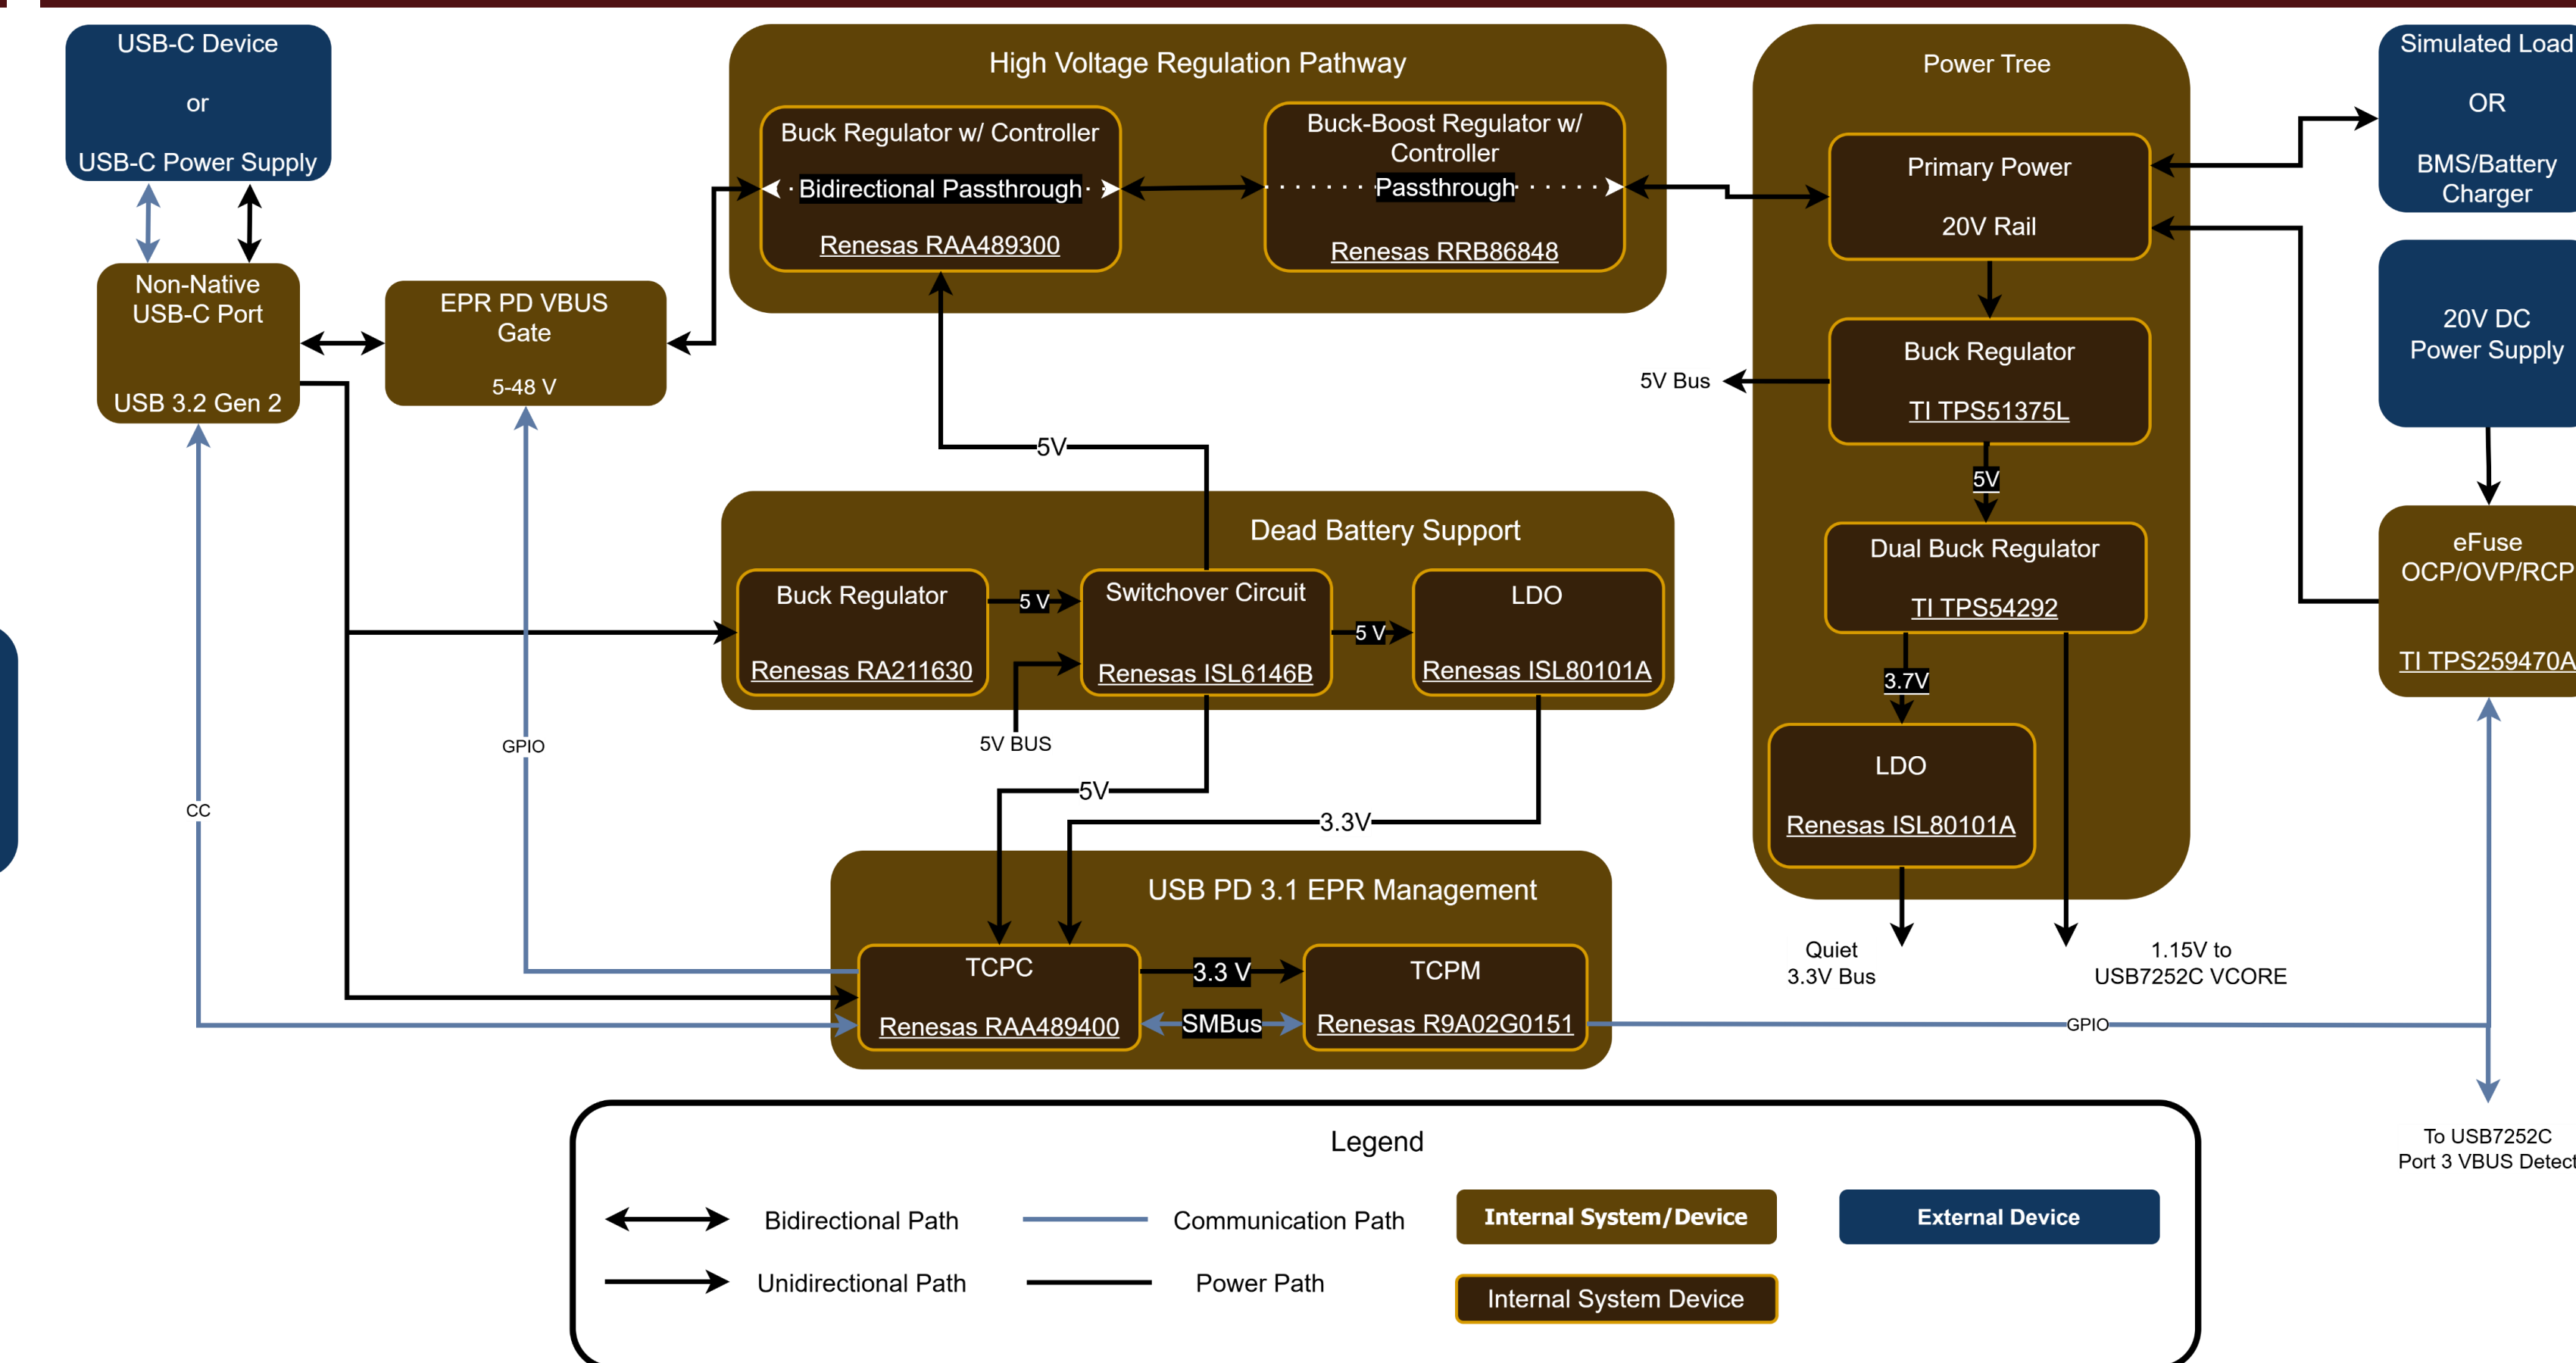 USB-C Device
or
USB-C Power Supply
Non-Native
USB-C Port
USB 3.2 Gen 2
EPR PD VBUS
Gate
5-48 V
High Voltage Regulation Pathway
Buck Regulator w/ Controller
Bidirectional Passthrough
Renesas RAA489300
Buck-Boost Regulator w/
Controller
Passthrough
Renesas RRB86848
Power Tree
Primary Power
20V Rail
Buck Regulator
TI TPS51375L
5V Bus
5V
Dual Buck Regulator
TI TPS54292
3.7V
LDO
Renesas ISL80101A
Quiet
3.3V Bus
1.15V to
USB7252C VCORE
Simulated Load
OR
BMS/Battery
Charger
20V DC
Power Supply
eFuse
OCP/OVP/RCP
TI TPS259470A
5V
Dead Battery Support
Buck Regulator
Renesas RA211630
5 V
Switchover Circuit
Renesas ISL6146B
5 V
LDO
Renesas ISL80101A
5V BUS
GPIO
CC
5V
3.3V
USB PD 3.1 EPR Management
TCPC
Renesas RAA489400
3.3 V
SMBus
TCPM
Renesas R9A02G0151
GPIO
To USB7252C
Port 3 VBUS Detect
Legend
Bidirectional Path
Communication Path
Internal System/Device
External Device
Unidirectional Path
Power Path
Internal System Device